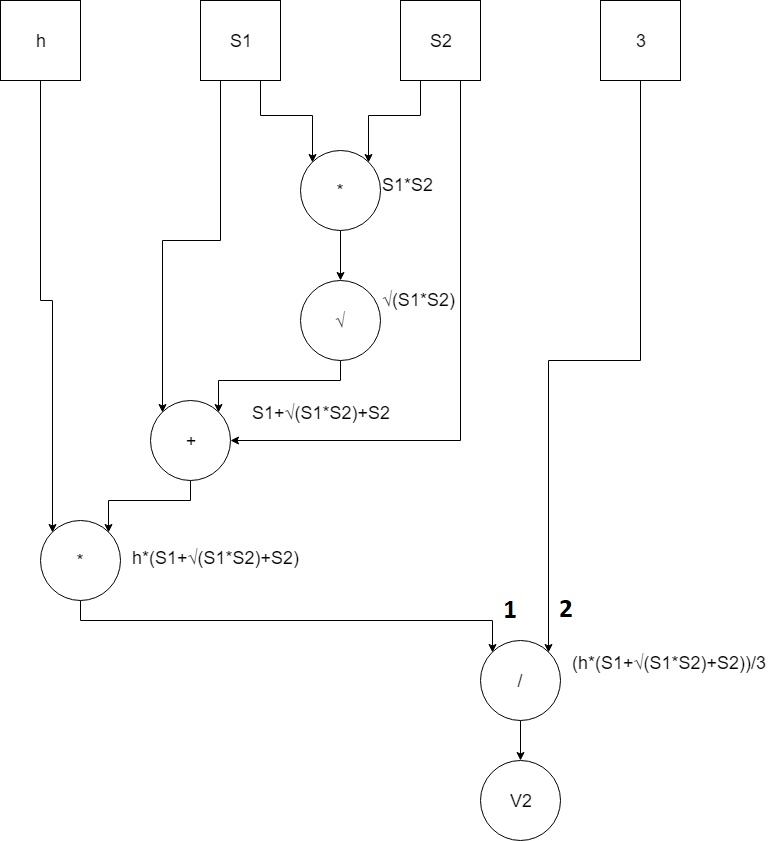 h
S1
S2
3
*
S1*S2
√
√(S1*S2)
+
S1+√(S1*S2)+S2
*
h*(S1+√(S1*S2)+S2)
1
2
/
(h*(S1+√(S1*S2)+S2))/3
V2